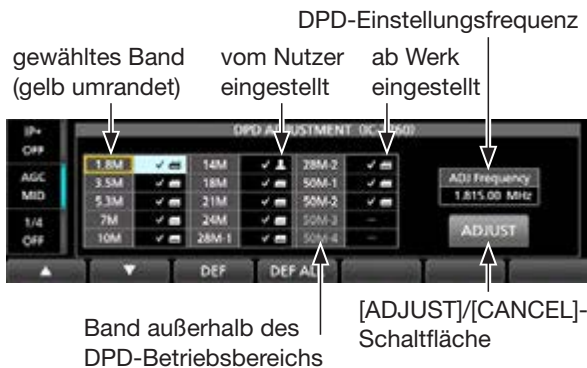 DPD-Einstellungsfrequenz
gewähltes Band
(gelb umrandet)
vom Nutzer
eingestellt
ab Werk
eingestellt
IP+
OFF
AGC
MID
1/4
OFF
DPD ADJUSTMENT
1.8M
14M
28M-2
3.5M
18M
50M-1
5.3M
21M
50M-2
7M
24M
50M-3
10M
28M-1
50M-4
ADJ Frequency
1.815.00 MHz
ADJUST
▲
▼
DEF
DEF ALL
Band außerhalb des
DPD-Betriebsbereichs
[ADJUST]/[CANCEL]-
Schaltfläche